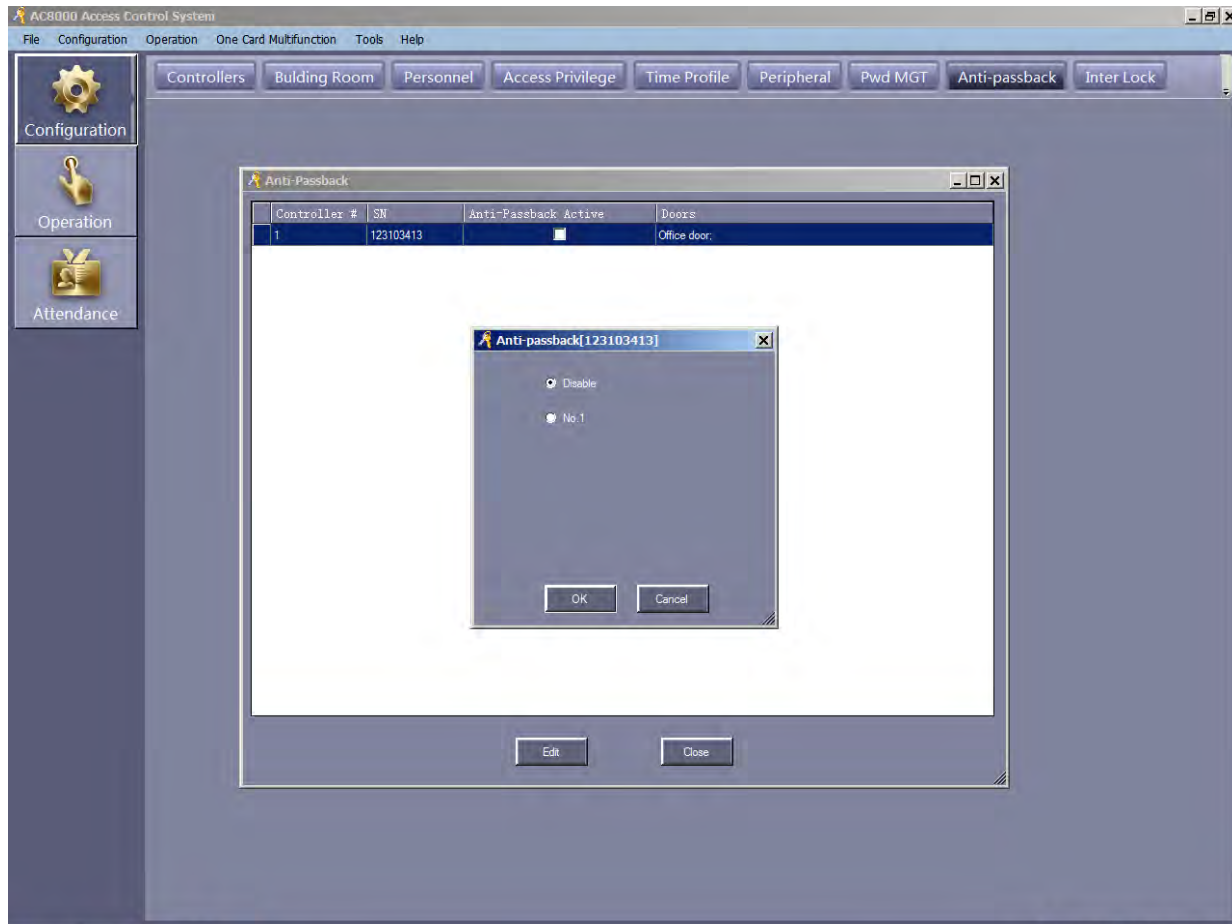 AC8000 Access Control System
File Configuration Operation One Card Multifunction Tools Help
Controllers Bulding Room Personnel Access Privilege Time Profile Peripheral Pwd MGT Anti-passback Inter Lock
Configuration
Operation
Attendance
Anti-Passback
Controller # SN Anti-Passback Active Doors
1 123103413 Office door;
Anti-passback[123103413]
Disable
No.1
OK Cancel
Edit Close